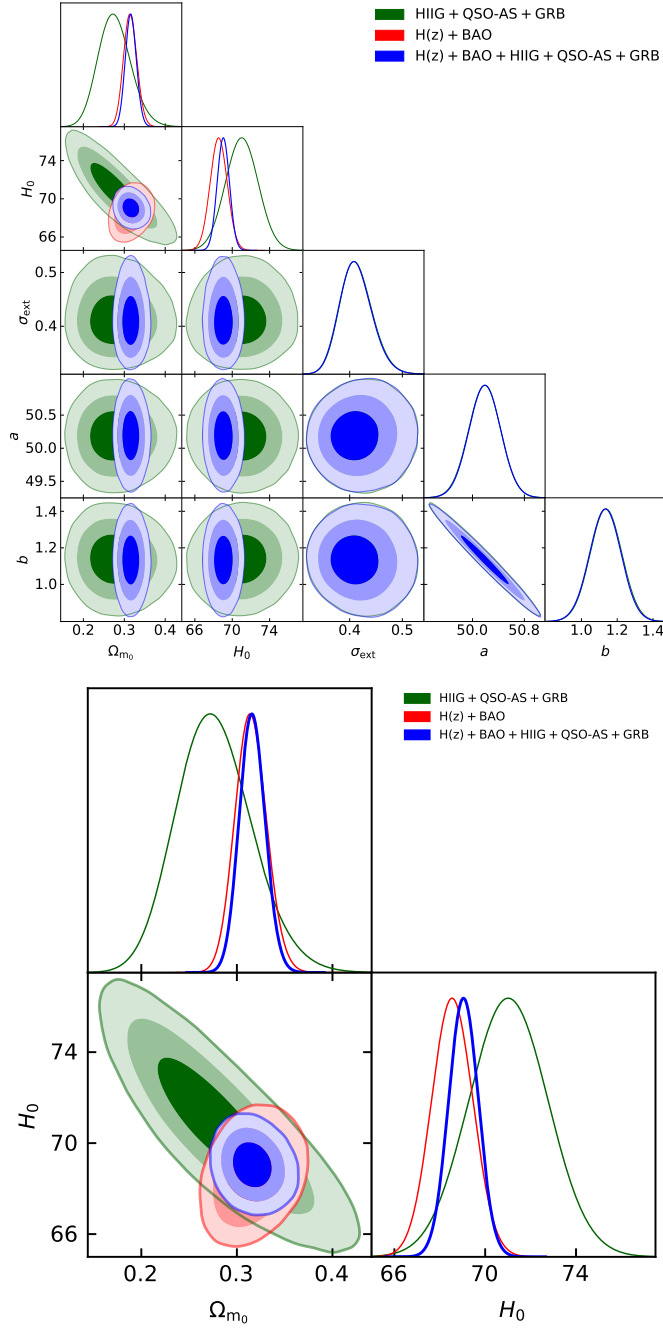 HIIG + QSO-AS + GRB
H(z) + BAO
H(z) + BAO + HIIG + QSO-AS + GRB
74
70
66
H₀
0.5
0.4
σext
50.5
50.0
49.5
a
1.4
1.2
1.0
b
0.2 0.3 0.4 66 70 74 0.4 0.5 50.0 50.8 1.0 1.2 1.4
Ωm₀ H₀ σext a b
HIIG + QSO-AS + GRB
H(z) + BAO
H(z) + BAO + HIIG + QSO-AS + GRB
74
70
66
H₀
0.2 0.3 0.4 66 70 74
Ωm₀ H₀